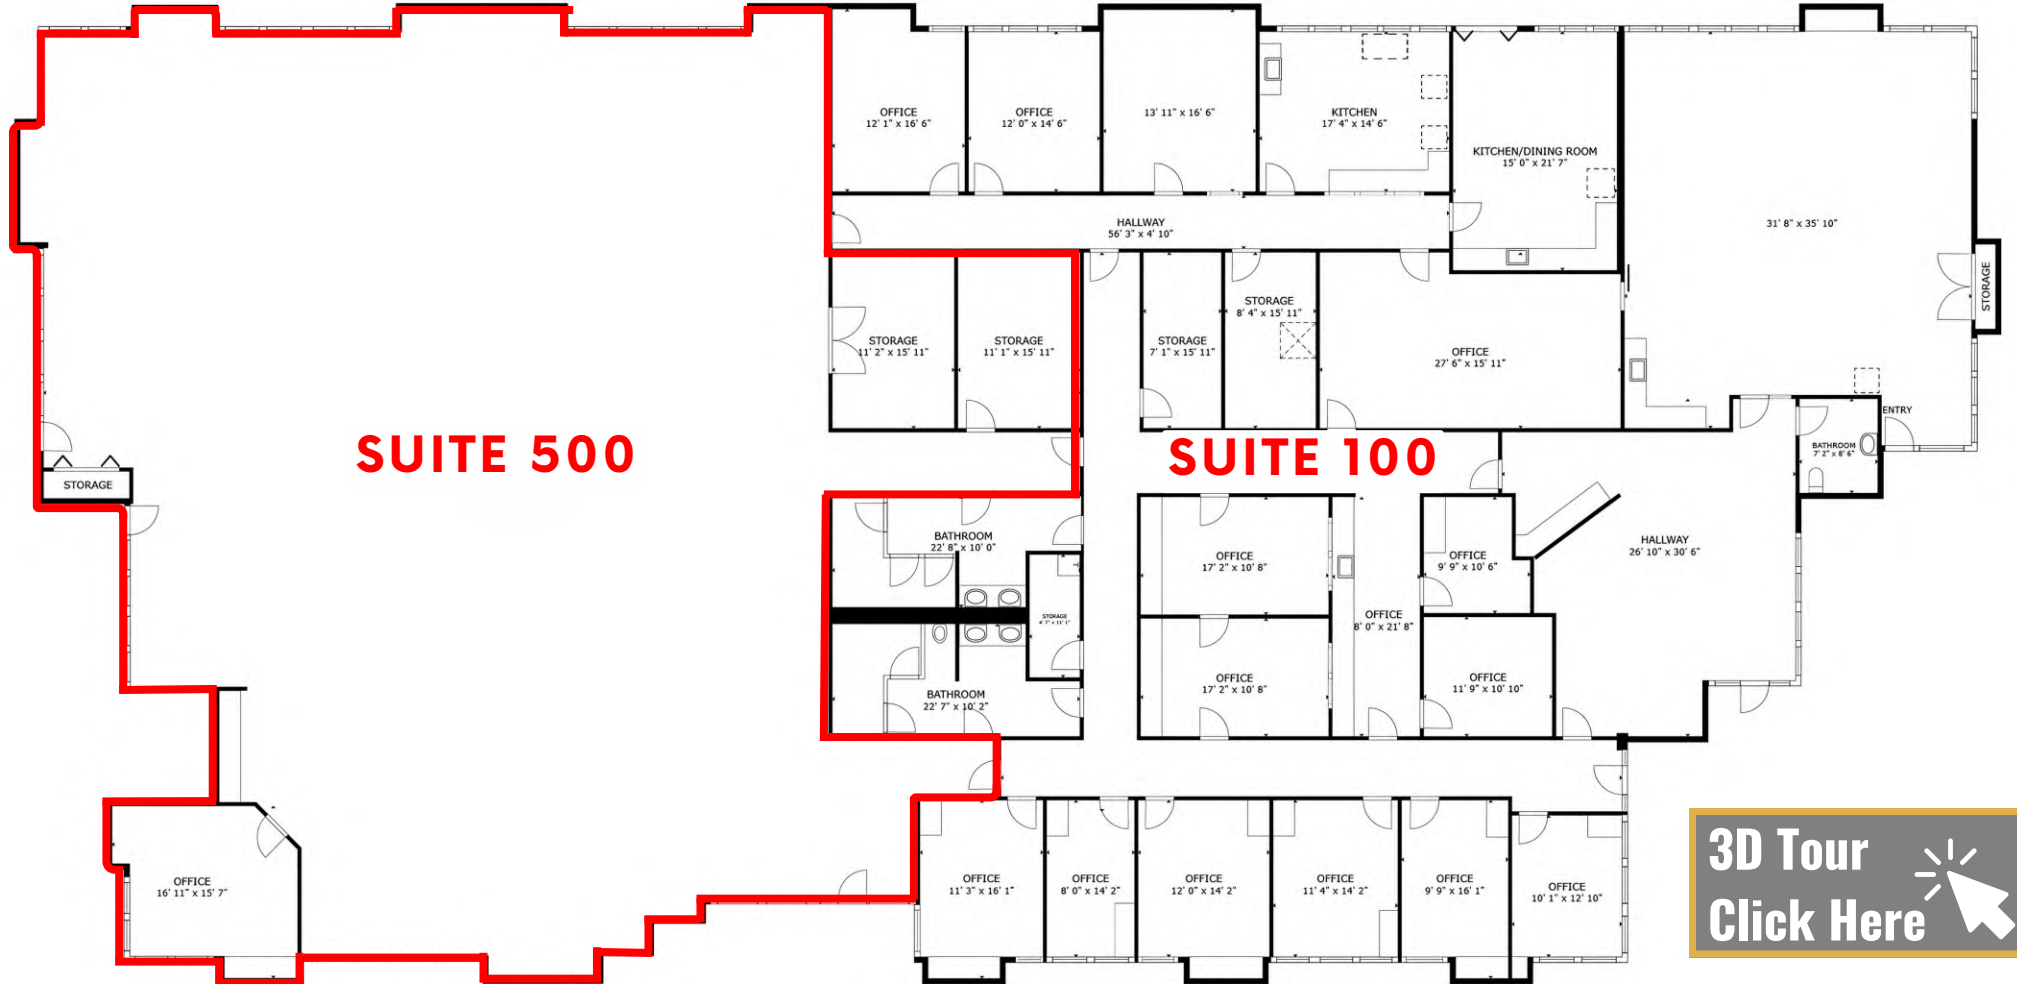 OFFICE
12' 1" x 16' 6"
OFFICE
12' 0" x 14' 6"
13' 11" x 16' 6"
KITCHEN
17' 4" x 14' 6"
KITCHEN/DINING ROOM
15' 0" x 21' 7"
HALLWAY
56' 3" x 4' 10"
31' 8" x 35' 10"
STORAGE
STORAGE
11' 2" x 15' 11"
STORAGE
11' 1" x 15' 11"
STORAGE
7' 1" x 15' 11"
STORAGE
8' 4" x 15' 11"
OFFICE
27' 6" x 15' 11"
ENTRY
BATHROOM
7' 2" x 8' 6"
SUITE 500
SUITE 100
STORAGE
BATHROOM
22' 8" x 10' 0"
OFFICE
17' 2" x 10' 8"
OFFICE
9' 9" x 10' 6"
HALLWAY
26' 10" x 30' 6"
STORAGE
OFFICE
8' 0" x 21' 8"
BATHROOM
22' 7" x 10' 2"
OFFICE
17' 2" x 10' 8"
OFFICE
11' 9" x 10' 10"
OFFICE
16' 11" x 15' 7"
OFFICE
11' 3" x 16' 1"
OFFICE
8' 0" x 14' 2"
OFFICE
12' 0" x 14' 2"
OFFICE
11' 4" x 14' 2"
OFFICE
9' 9" x 16' 1"
OFFICE
10' 1" x 12' 10"
3D Tour
Click Here